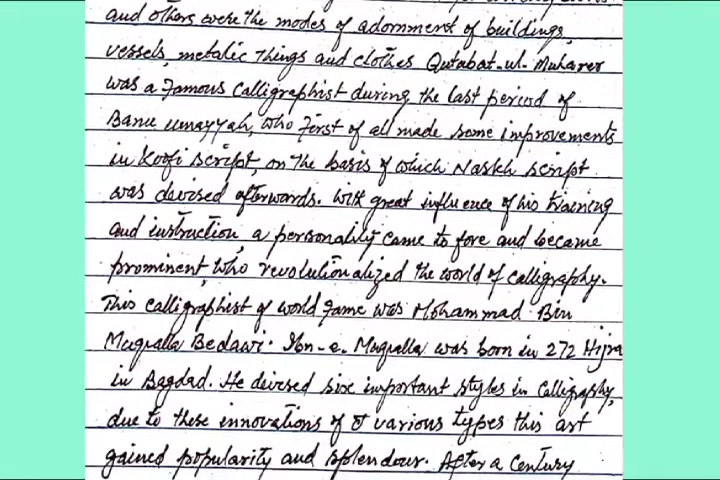 and others were the modes of adornment of buildings,
vessels, metalic things and clothes Qutabat-ul-Muharer
was a famous calligraphist during the last period of
Banu umayyah, who first of all made some improvements
in Koofi script, on the basis of which Naskh script
was devised afterwards. With great influence of his training
and instruction, a personality came to fore and became
prominent, who revolutionalized the world of calligraphy.
This calligraphist of world fame was Mohammad Bin
Muqralla Bedawi. Ibn-e. Muqralla was born in 272 Hijra
in Bagdad. He divesed six important styles in calligraphy,
due to these innovations of various types this art
gained popularity and splendour. After a century